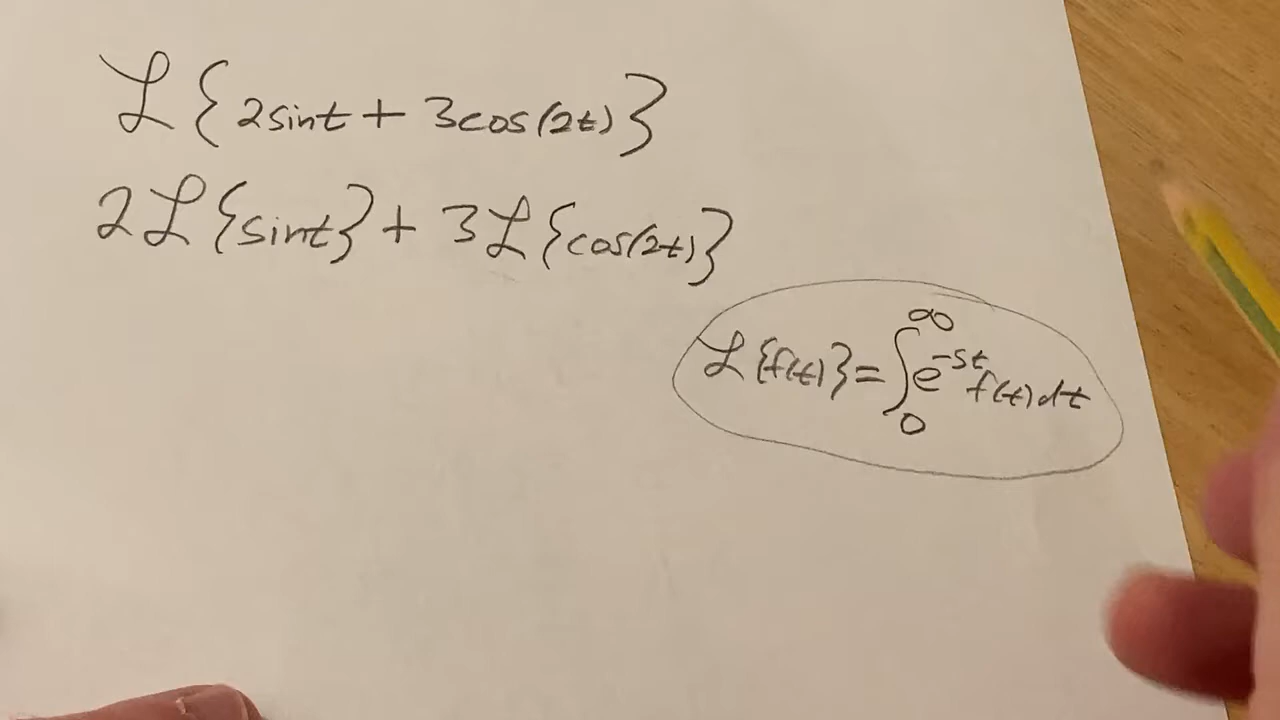 ℒ{2sint + 3cos(2t)}
2ℒ{sint} + 3ℒ{cos(2t)}
ℒ{f(t)} = ∫₀^∞ e^{-st} f(t) dt